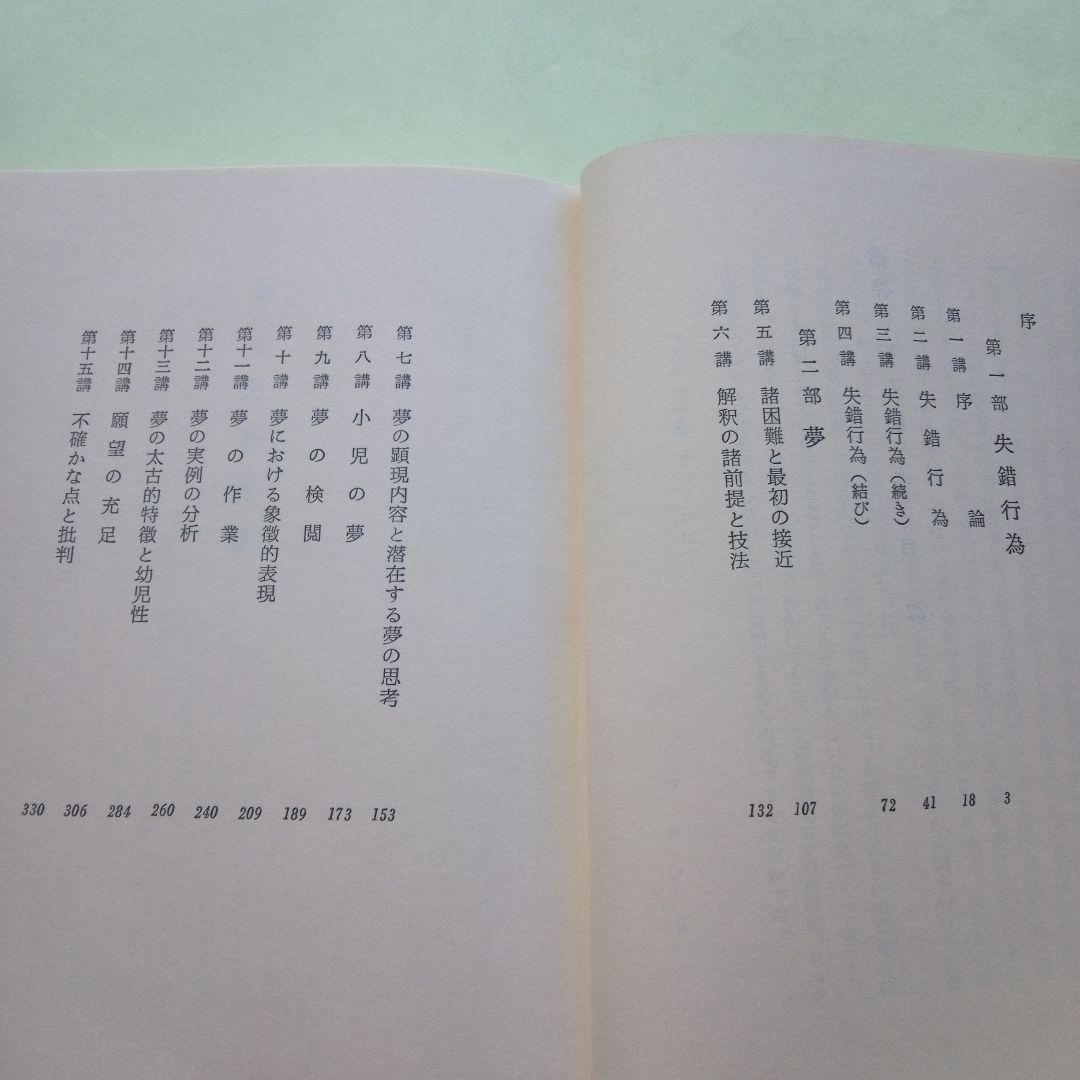 序
第一部 失錯行為
第一講 序論 3
第二講 失錯行為 18
第三講 失錯行為(続き) 41
第四講 失錯行為(結び) 72
第二部 夢
第五講 諸困難と最初の接近 107
第六講 解釈の諸前提と技法 132
第七講 夢の顕現内容と潜在する夢の思考 153
第八講 小児の夢 173
第九講 夢の検閲 189
第十講 夢における象徴的表現 209
第十一講 夢の作業 240
第十二講 夢の実例の分析 260
第十三講 夢の太古的特徴と幼児性 284
第十四講 願望の充足 306
第十五講 不確かな点と批判 330